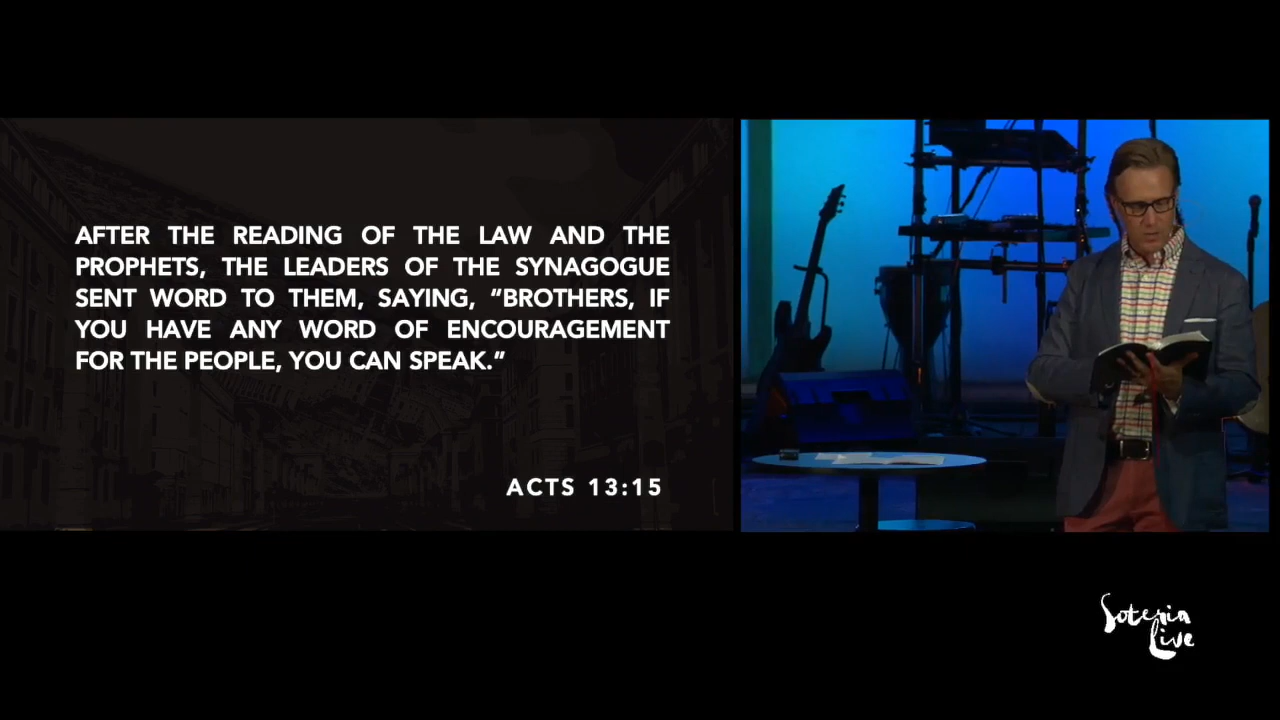 AFTER THE READING OF THE LAW AND THE
PROPHETS, THE LEADERS OF THE SYNAGOGUE
SENT WORD TO THEM, SAYING, “BROTHERS, IF
YOU HAVE ANY WORD OF ENCOURAGEMENT
FOR THE PEOPLE, YOU CAN SPEAK.”
ACTS 13:15
Soteria
Live